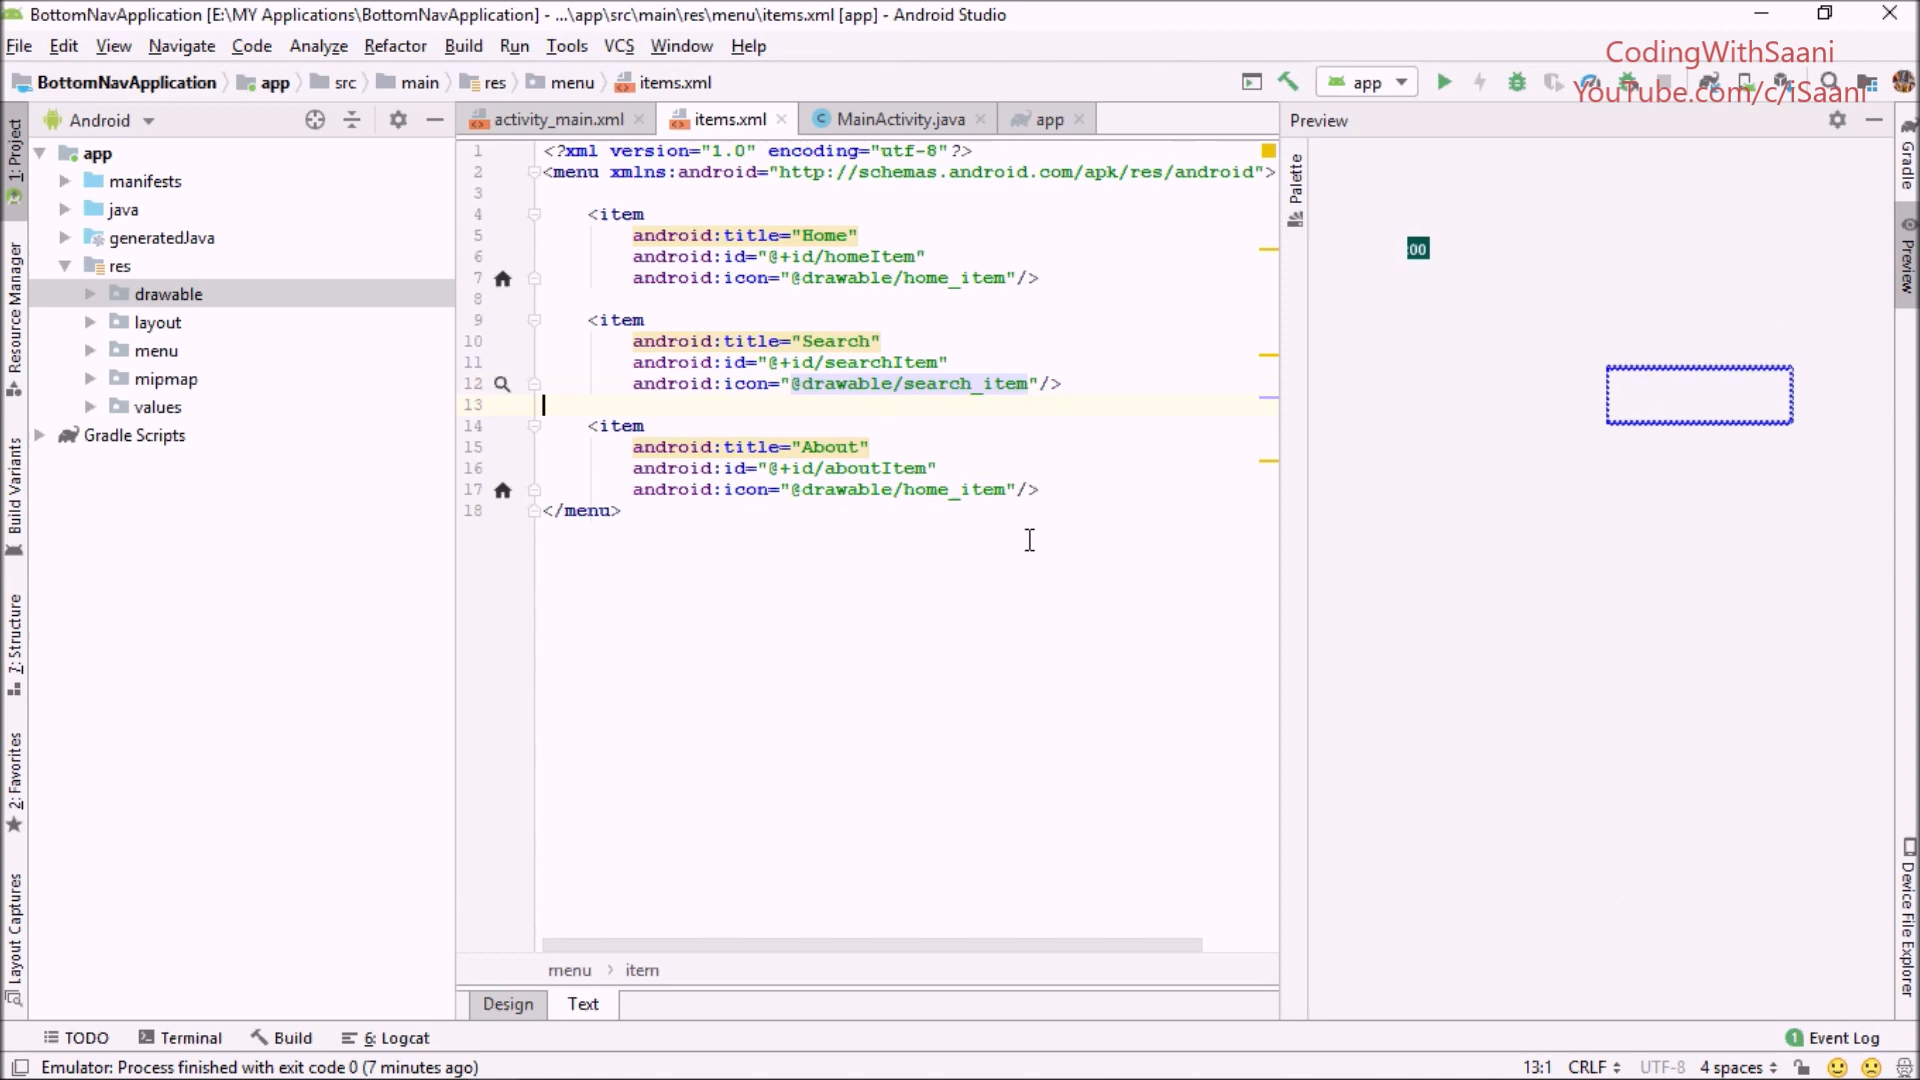 BottomNavApplication [E:\MY Applications\BottomNavApplication] - ...\app\src\main\res\menu\items.xml [app] - Android Studio
File Edit View Navigate Code Analyze Refactor Build Run Tools VCS Window Help
CodingWithSaani
YouTube.com/c/iSaani
BottomNavApplication app src main res menu items.xml
app
Android
activity_main.xml
items.xml
MainActivity.java
app
Preview
app
manifests
java
generatedJava
res
drawable
layout
menu
mipmap
values
Gradle Scripts
1: Project
Resource Manager
Build Variants
7: Structure
2: Favorites
Layout Captures
1 <?xml version="1.0" encoding="utf-8"?>
2 <menu xmlns:android="http://schemas.android.com/apk/res/android">
3
4 <item
5 android:title="Home"
6 android:id="@+id/homeItem"
7 android:icon="@drawable/home_item"/>
8
9 <item
10 android:title="Search"
11 android:id="@+id/searchItem"
12 android:icon="@drawable/search_item"/>
13
14 <item
15 android:title="About"
16 android:id="@+id/aboutItem"
17 android:icon="@drawable/home_item"/>
18 </menu>
menu item
Design Text
Palette
:00
Gradle
Preview
Device File Explorer
TODO Terminal Build 6: Logcat
1 Event Log
Emulator: Process finished with exit code 0 (7 minutes ago)
13:1 CRLF UTF-8 4 spaces